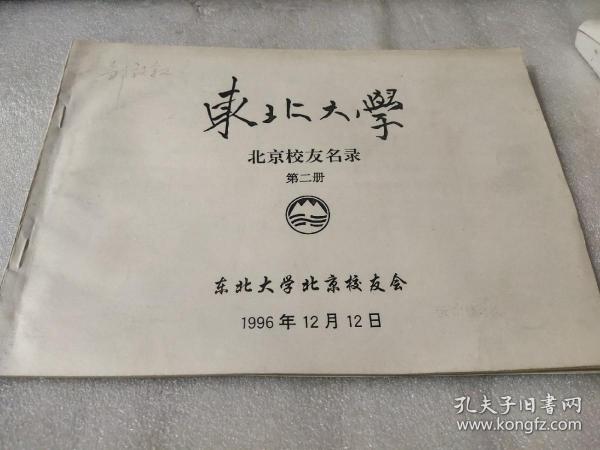 東北大學
北京校友名录
第二册
东北大学北京校友会
1996年12月12日
孔夫子旧书网
www.kongfz.com